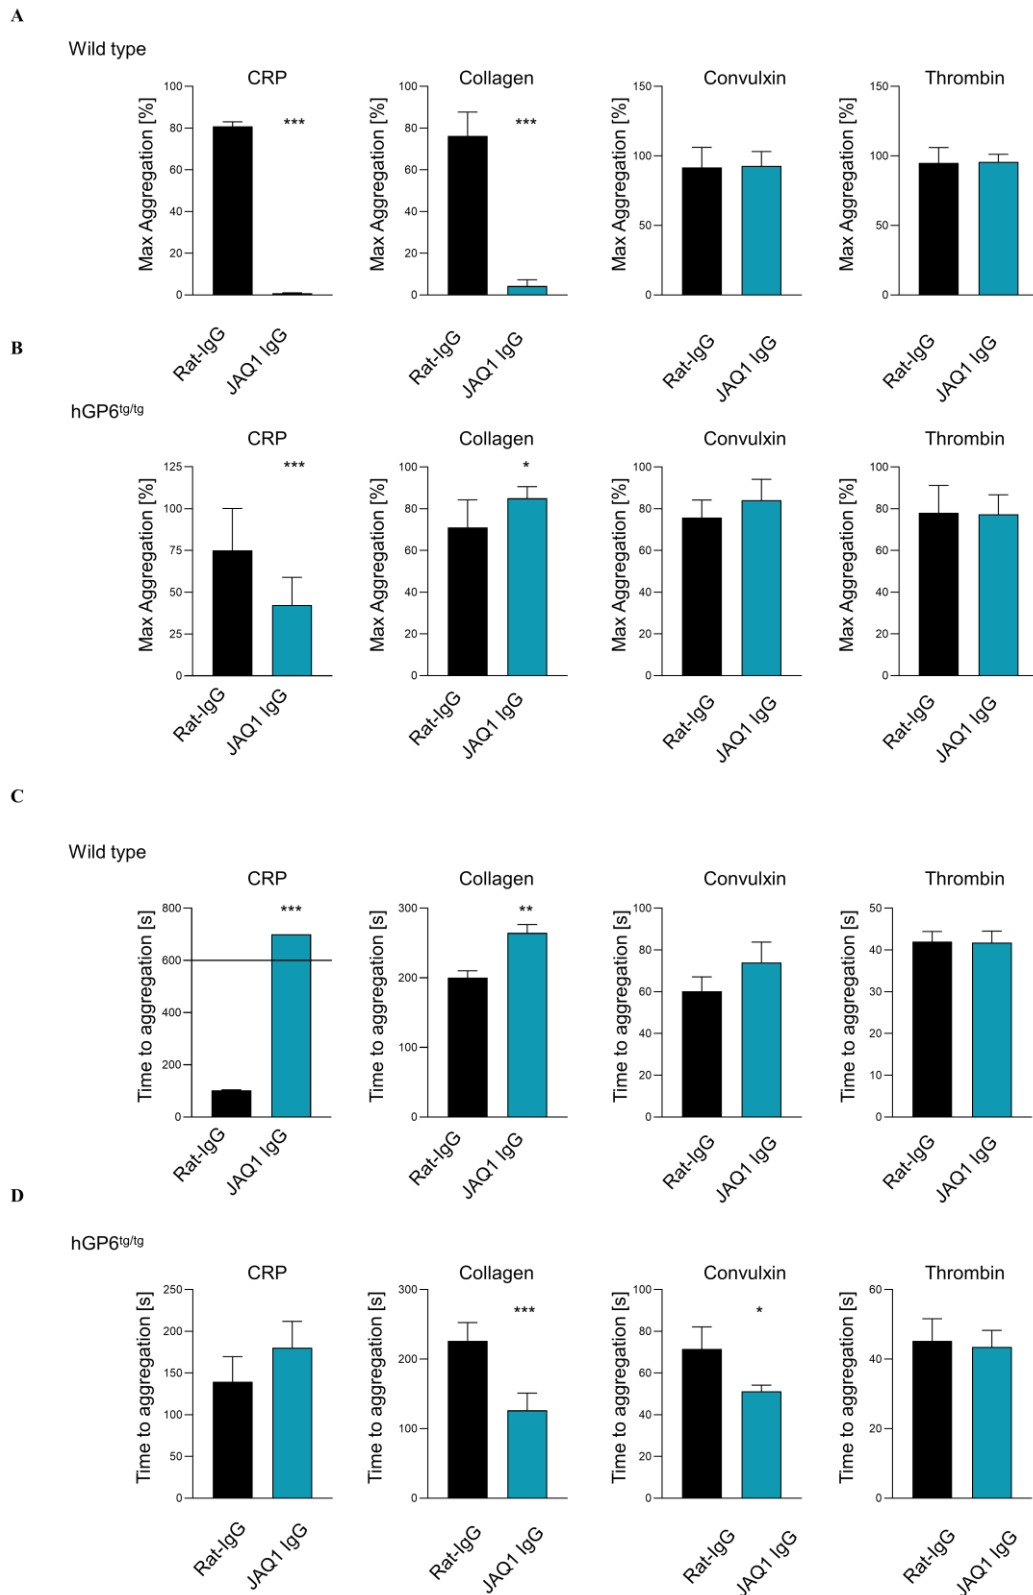 A
Wild type
CRP Collagen Convulxin Thrombin
Max Aggregation [%] 100 80 60 40 20 0 ***
Max Aggregation [%] 100 80 60 40 20 0 ***
Max Aggregation [%] 150 100 50 0
Max Aggregation [%] 150 100 50 0
Rat-IgG JAQ1 IgG Rat-IgG JAQ1 IgG Rat-IgG JAQ1 IgG Rat-IgG JAQ1 IgG
B
hGP6tg/tg
CRP Collagen Convulxin Thrombin
Max Aggregation [%] 125 100 75 50 25 0 ***
Max Aggregation [%] 100 80 60 40 20 0 *
Max Aggregation [%] 100 80 60 40 20 0
Max Aggregation [%] 100 80 60 40 20 0
Rat-IgG JAQ1 IgG Rat-IgG JAQ1 IgG Rat-IgG JAQ1 IgG Rat-IgG JAQ1 IgG
C
Wild type
CRP Collagen Convulxin Thrombin
Time to aggregation [s] 800 600 400 200 0 ***
Time to aggregation [s] 300 200 100 0 **
Time to aggregation [s] 100 80 60 40 20 0
Time to aggregation [s] 50 40 30 20 10 0
Rat-IgG JAQ1 IgG Rat-IgG JAQ1 IgG Rat-IgG JAQ1 IgG Rat-IgG JAQ1 IgG
D
hGP6tg/tg
CRP Collagen Convulxin Thrombin
Time to aggregation [s] 250 200 150 100 50 0
Time to aggregation [s] 300 200 100 0 ***
Time to aggregation [s] 100 80 60 40 20 0 *
Time to aggregation [s] 60 40 20 0
Rat-IgG JAQ1 IgG Rat-IgG JAQ1 IgG Rat-IgG JAQ1 IgG Rat-IgG JAQ1 IgG